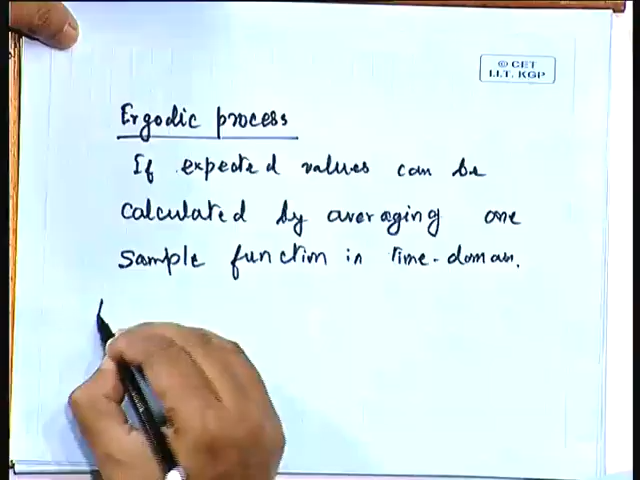 © CET
I.I.T. KGP
Ergodic process
If expected values can be
calculated by averaging one
sample function in time-domain.